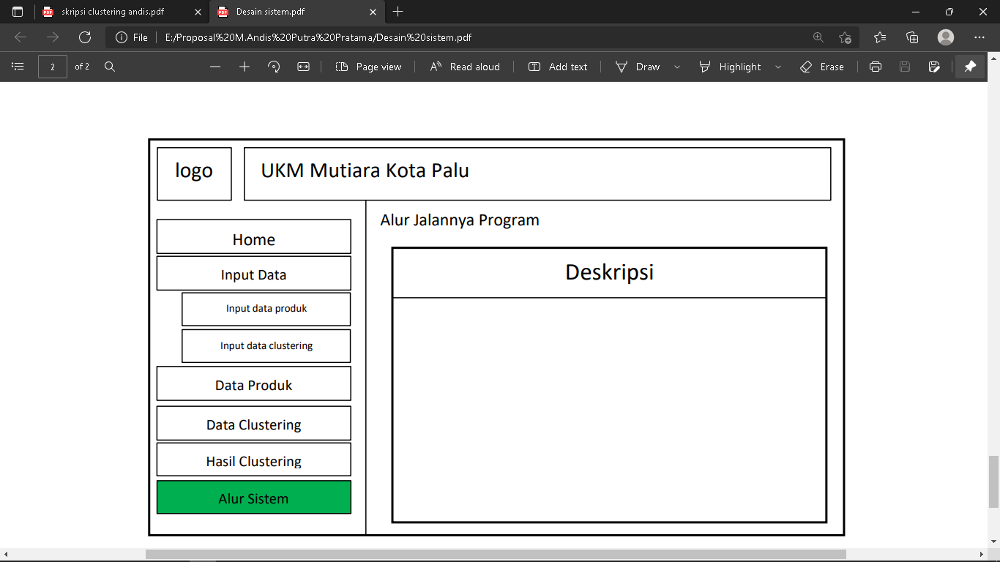 skripsi clustering andis.pdf
Desain sistem.pdf
File
E:/Proposal%20M.Andis%20Putra%20Pratama/Desain%20sistem.pdf
2 of 2
Page view
Read aloud
Add text
Draw
Highlight
Erase
logo
UKM Mutiara Kota Palu
Alur Jalannya Program
Home
Input Data
Input data produk
Input data clustering
Data Produk
Data Clustering
Hasil Clustering
Alur Sistem
Deskripsi